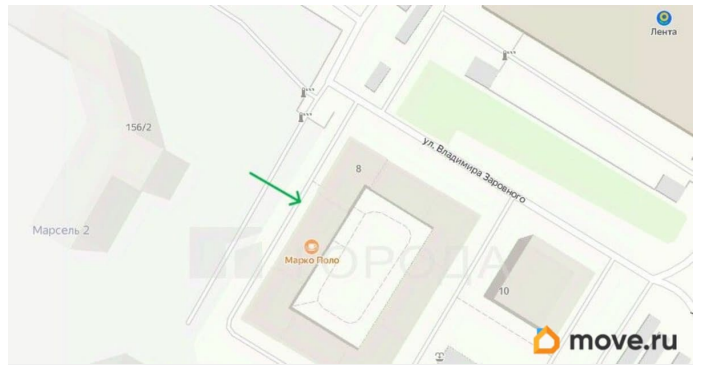 Лента
156/2
ул. Владимира Заровного
8
Марсель 2
Марко Поло
ГОРОДА
10
move.ru